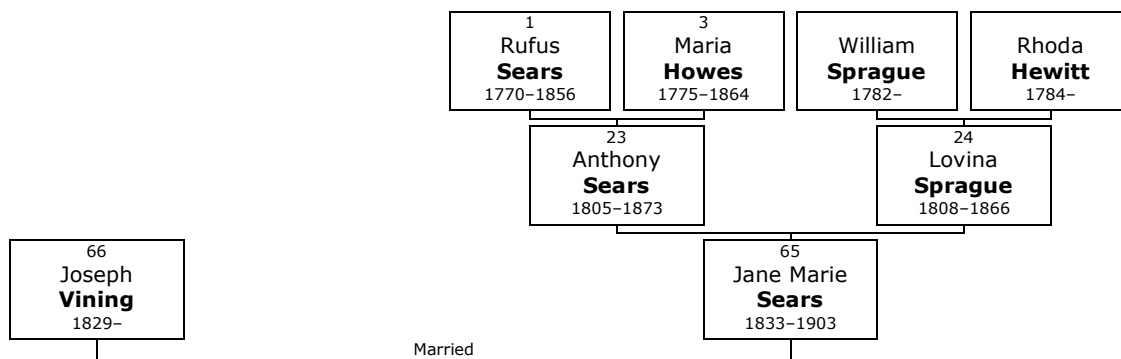 1
Rufus
Sears
1770–1856
3
Maria
Howes
1775–1864
William
Sprague
1782–
Rhoda
Hewitt
1784–
23
Anthony
Sears
1805–1873
24
Lovina
Sprague
1808–1866
66
Joseph
Vining
1829–
65
Jane Marie
Sears
1833–1903
Married